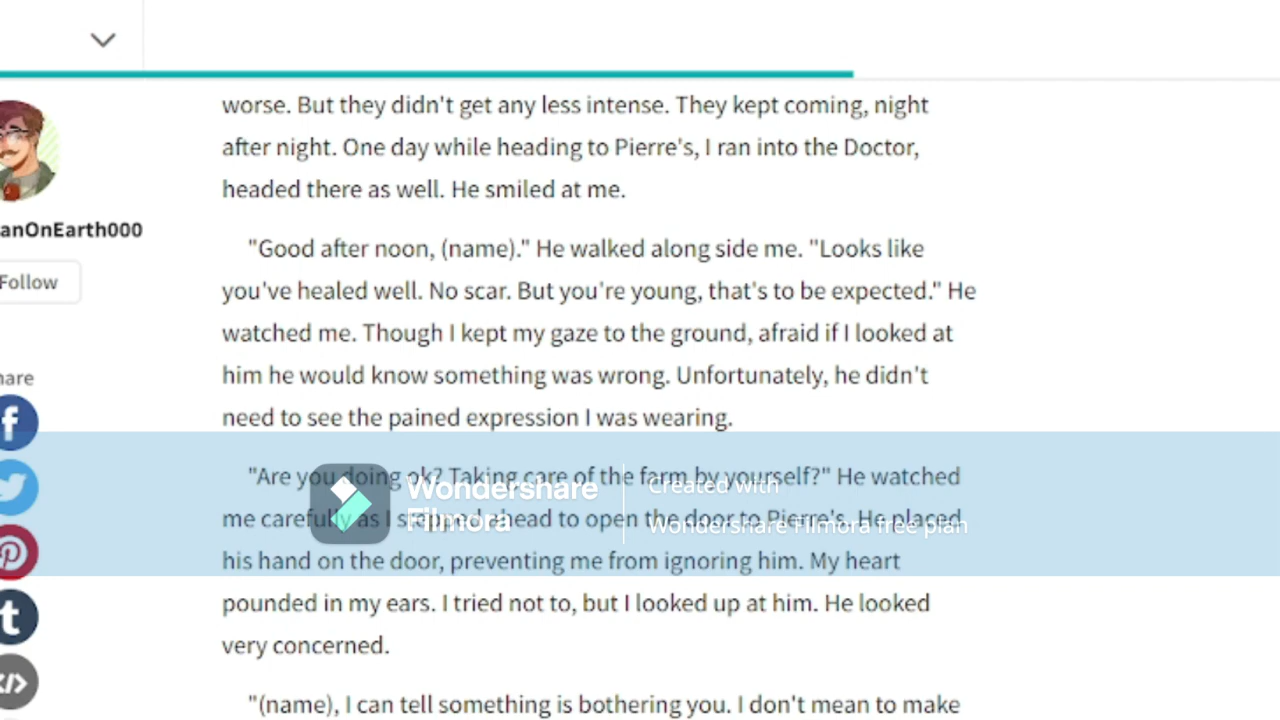 worse. But they didn't get any less intense. They kept coming, night
after night. One day while heading to Pierre's, I ran into the Doctor,
headed there as well. He smiled at me.
anOnEarth000
"Good after noon, (name)." He walked along side me. "Looks like
Follow
you've healed well. No scar. But you're young, that's to be expected." He
watched me. Though I kept my gaze to the ground, afraid if I looked at
hare
him he would know something was wrong. Unfortunately, he didn't
need to see the pained expression I was wearing.
"Are you doing ok? Taking care of the farm by yourself?" He watched
Wondershare
Filmora
Created with
Wondershare Filmora free plan
me carefully as I stepped ahead to open the door to Pierre's. He placed
his hand on the door, preventing me from ignoring him. My heart
pounded in my ears. I tried not to, but I looked up at him. He looked
very concerned.
"(name), I can tell something is bothering you. I don't mean to make